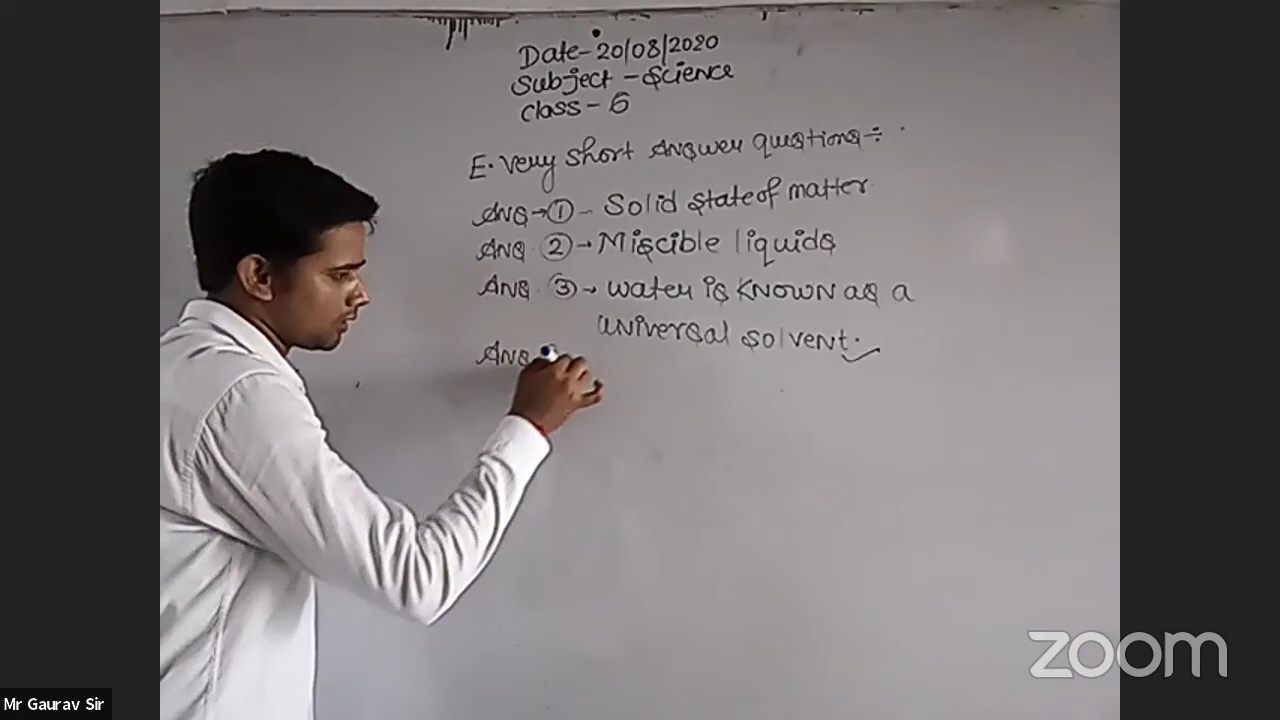 Date-20/08/2020
Subject - Science
Class - 6
E. Very short Answer questions ÷
Ans → ① - Solid state of matter
Ans ② → Miscible liquids
Ans ③ → Water is known as a
universal solvent.
Ans
zoom
Mr Gaurav Sir